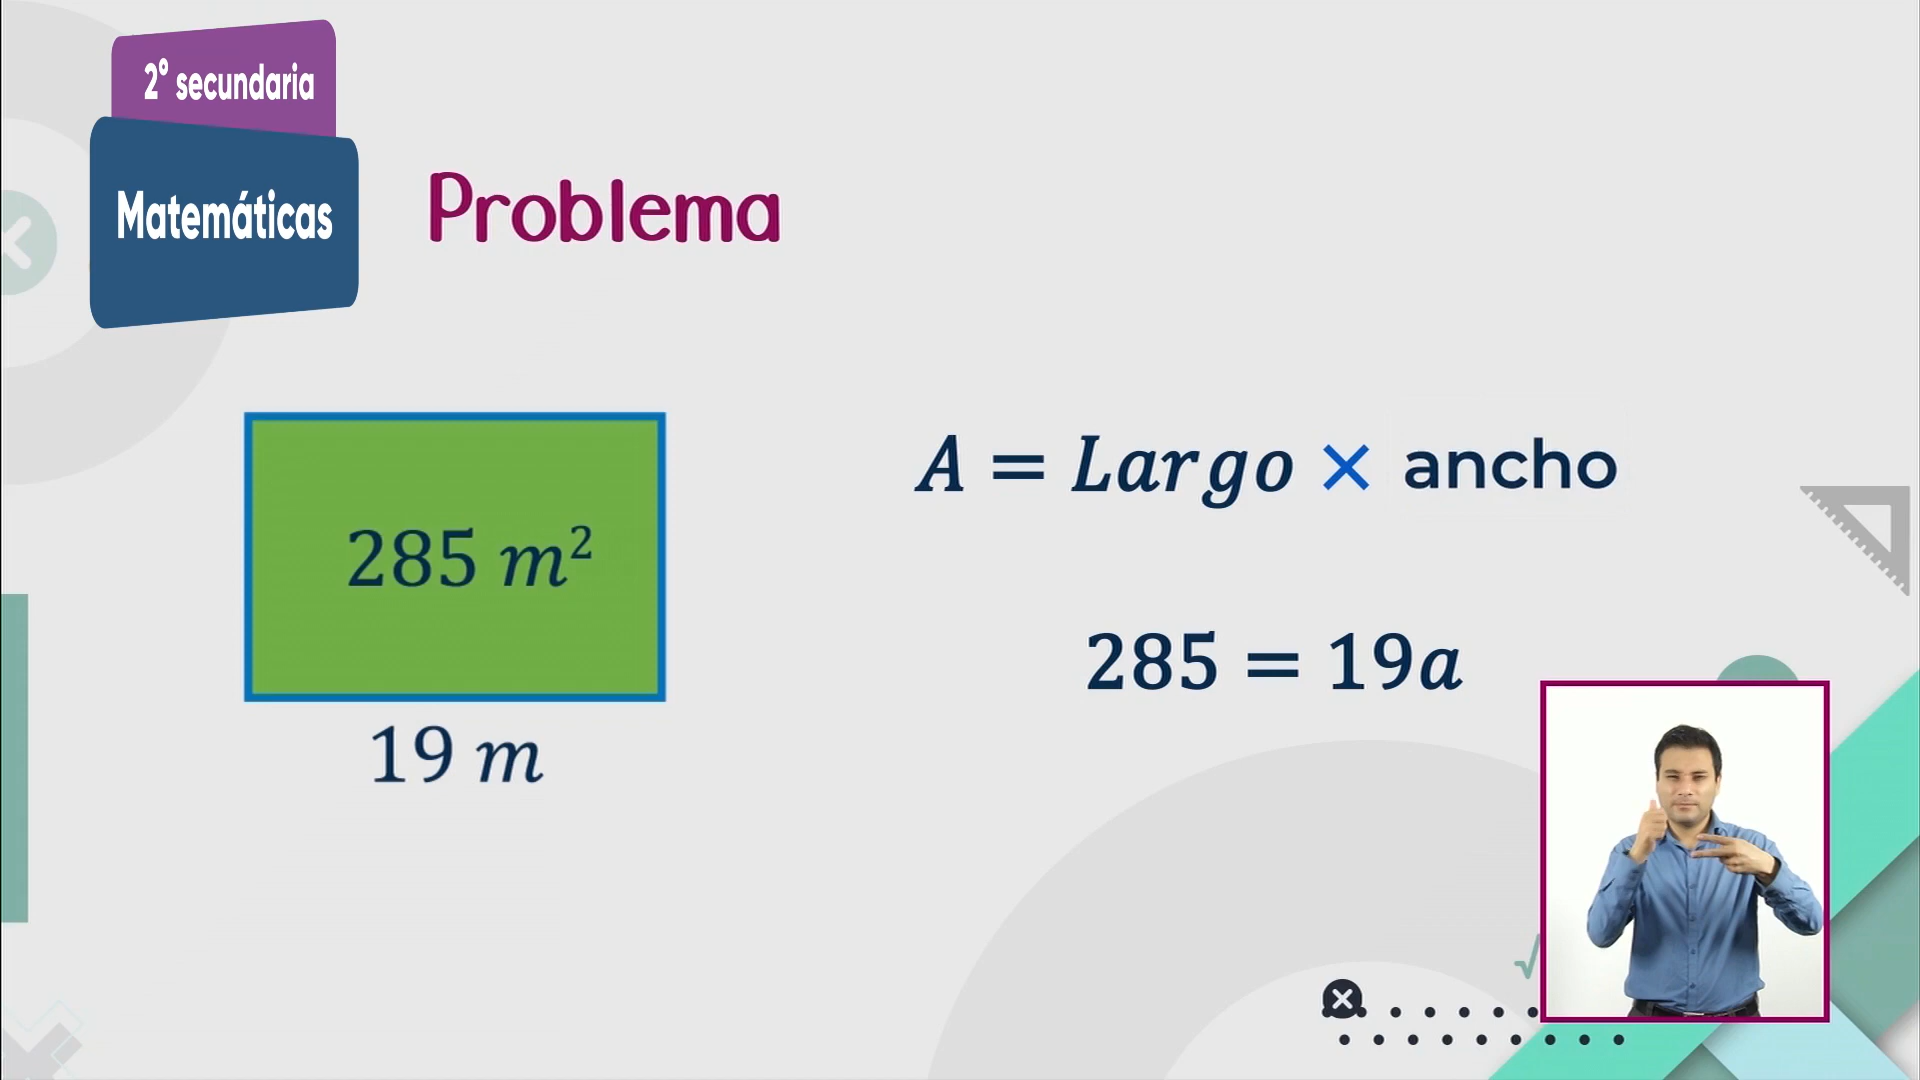 2° secundaria
Matemáticas
Problema
A = Largo × ancho
285 m²
285 = 19a
19 m